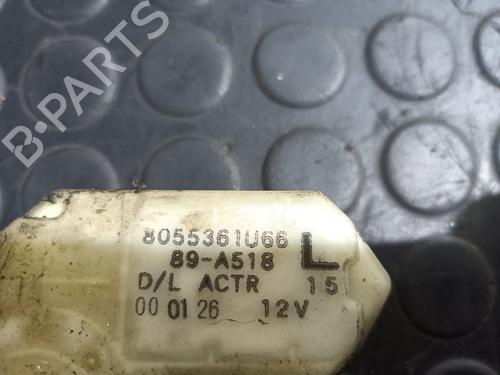 B-PARTS
8055361U66
89-A518 L
D/L ACTR 15
00 01 26 12V